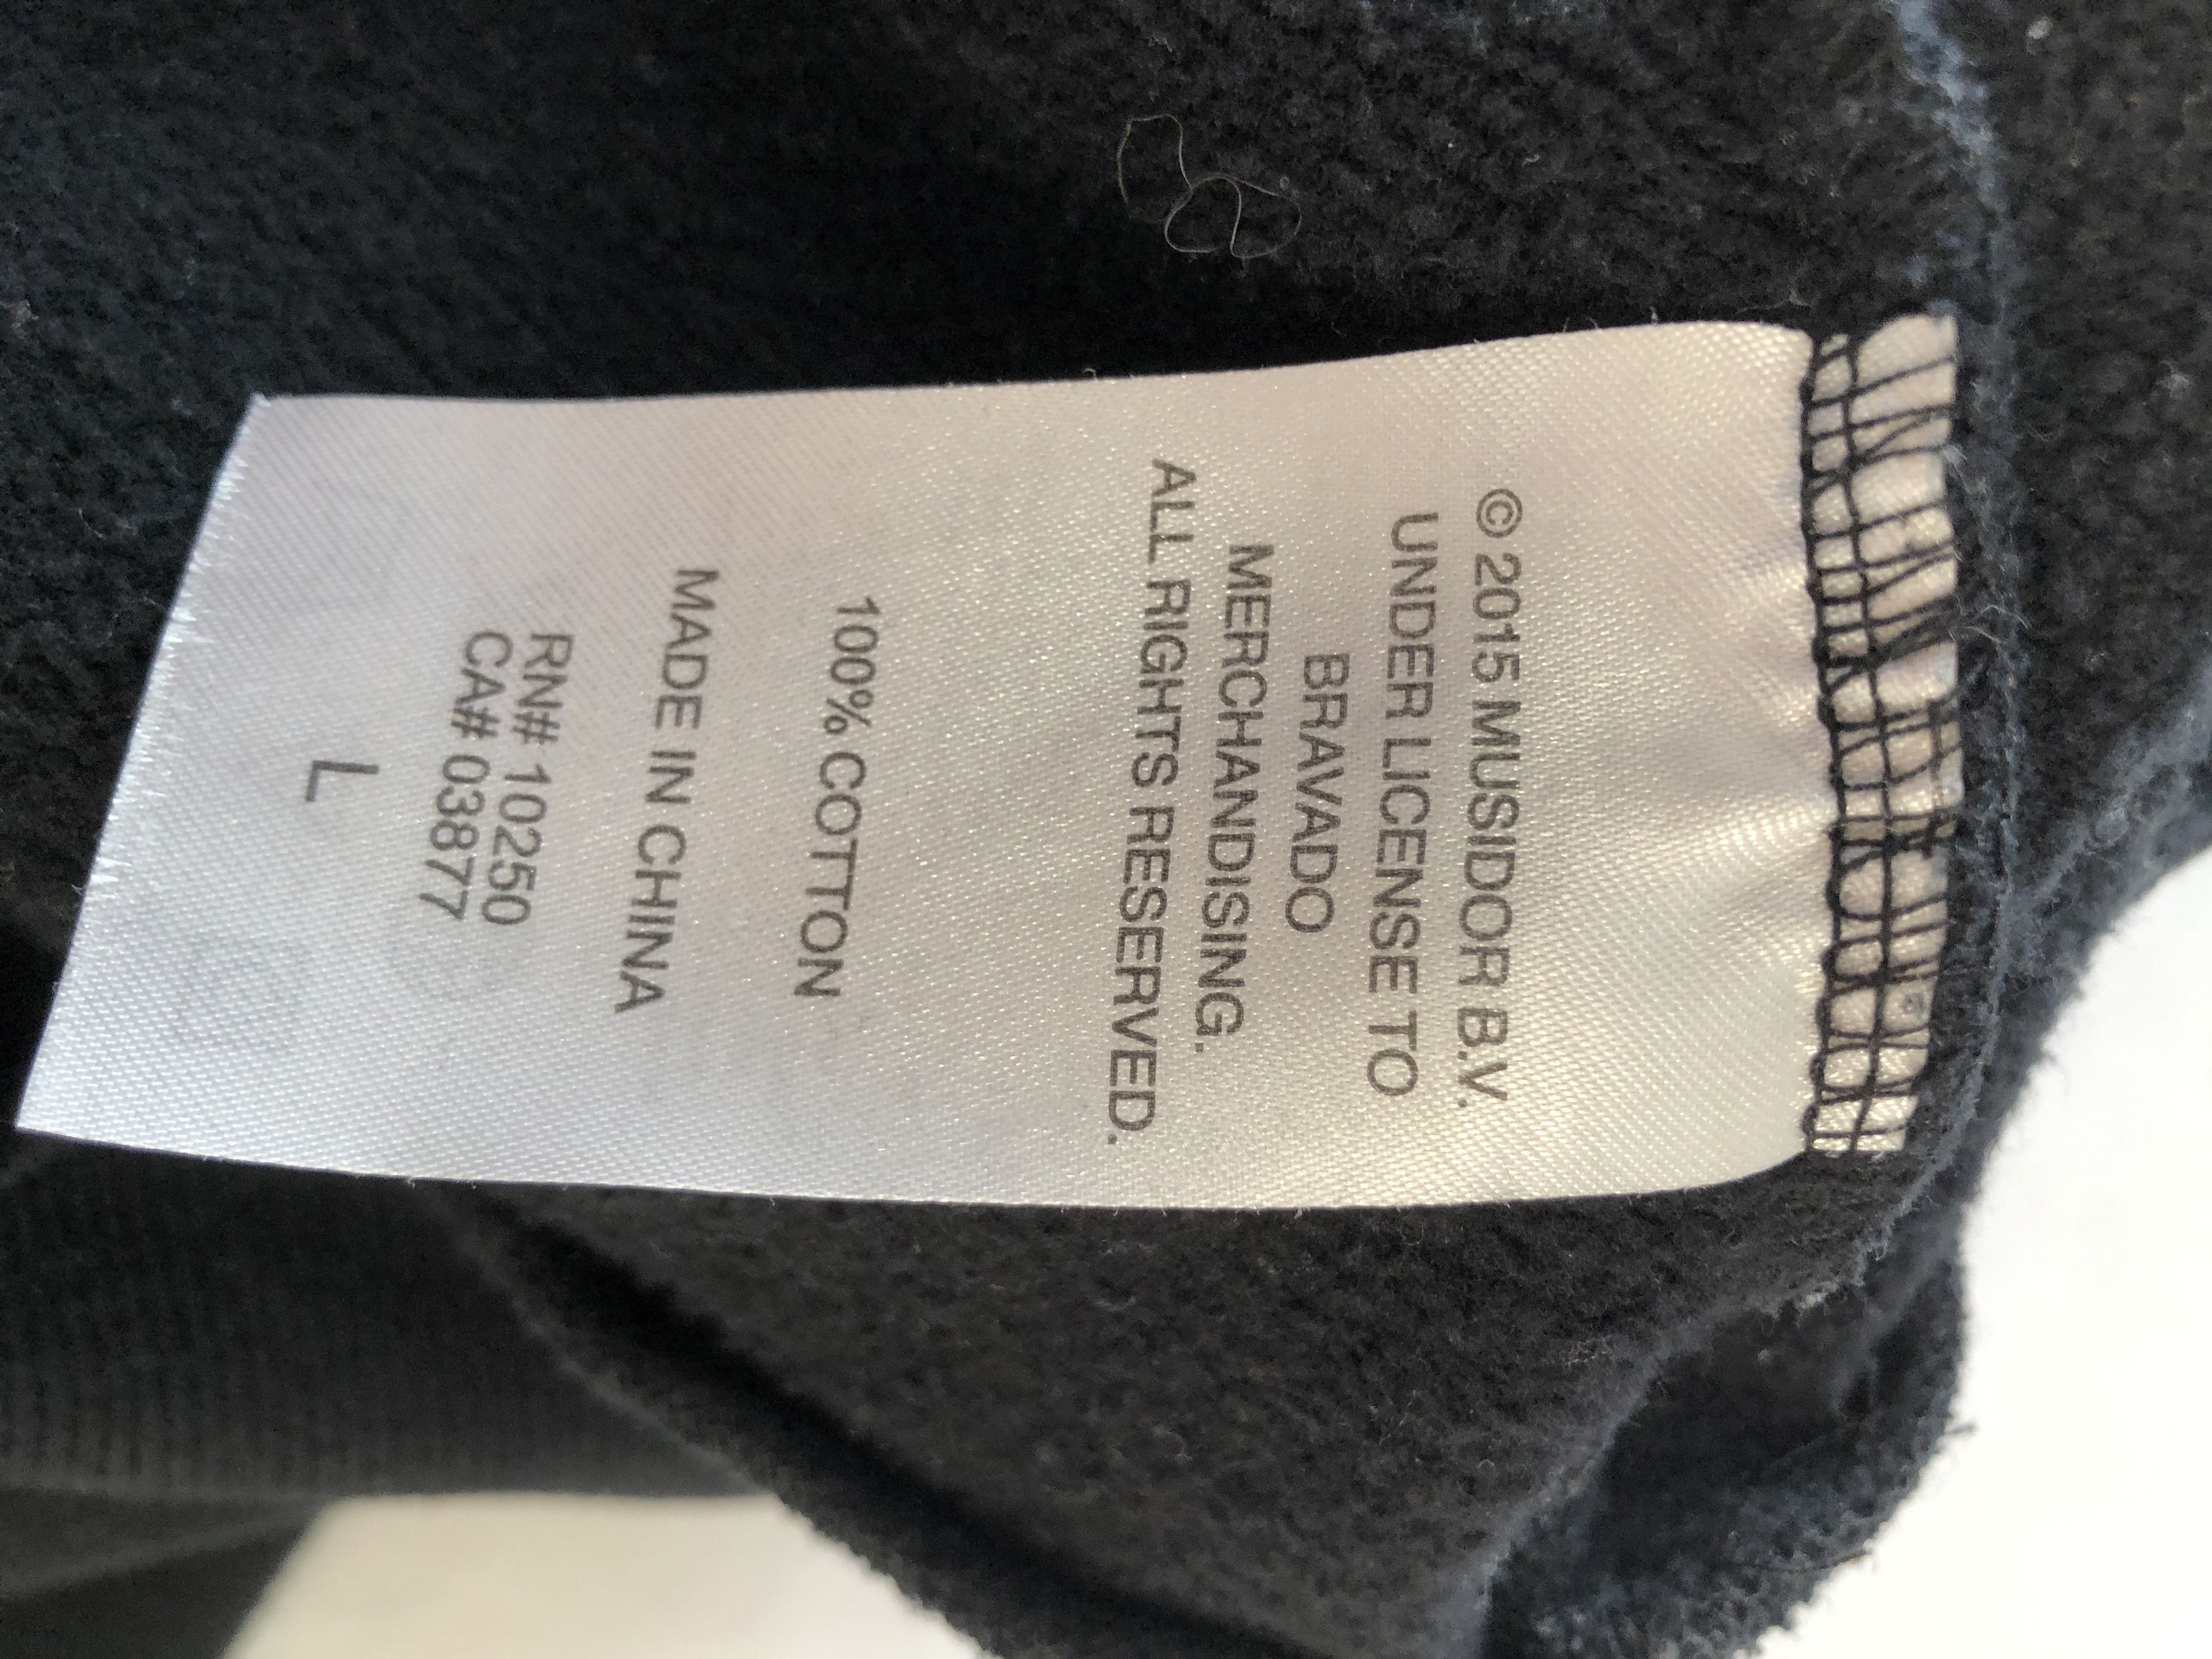 © 2015 MUSIDOR B.V.
UNDER LICENSE TO
BRAVADO
MERCHANDISING.
ALL RIGHTS RESERVED.
100% COTTON
MADE IN CHINA
RN# 10250
CA# 03877
L